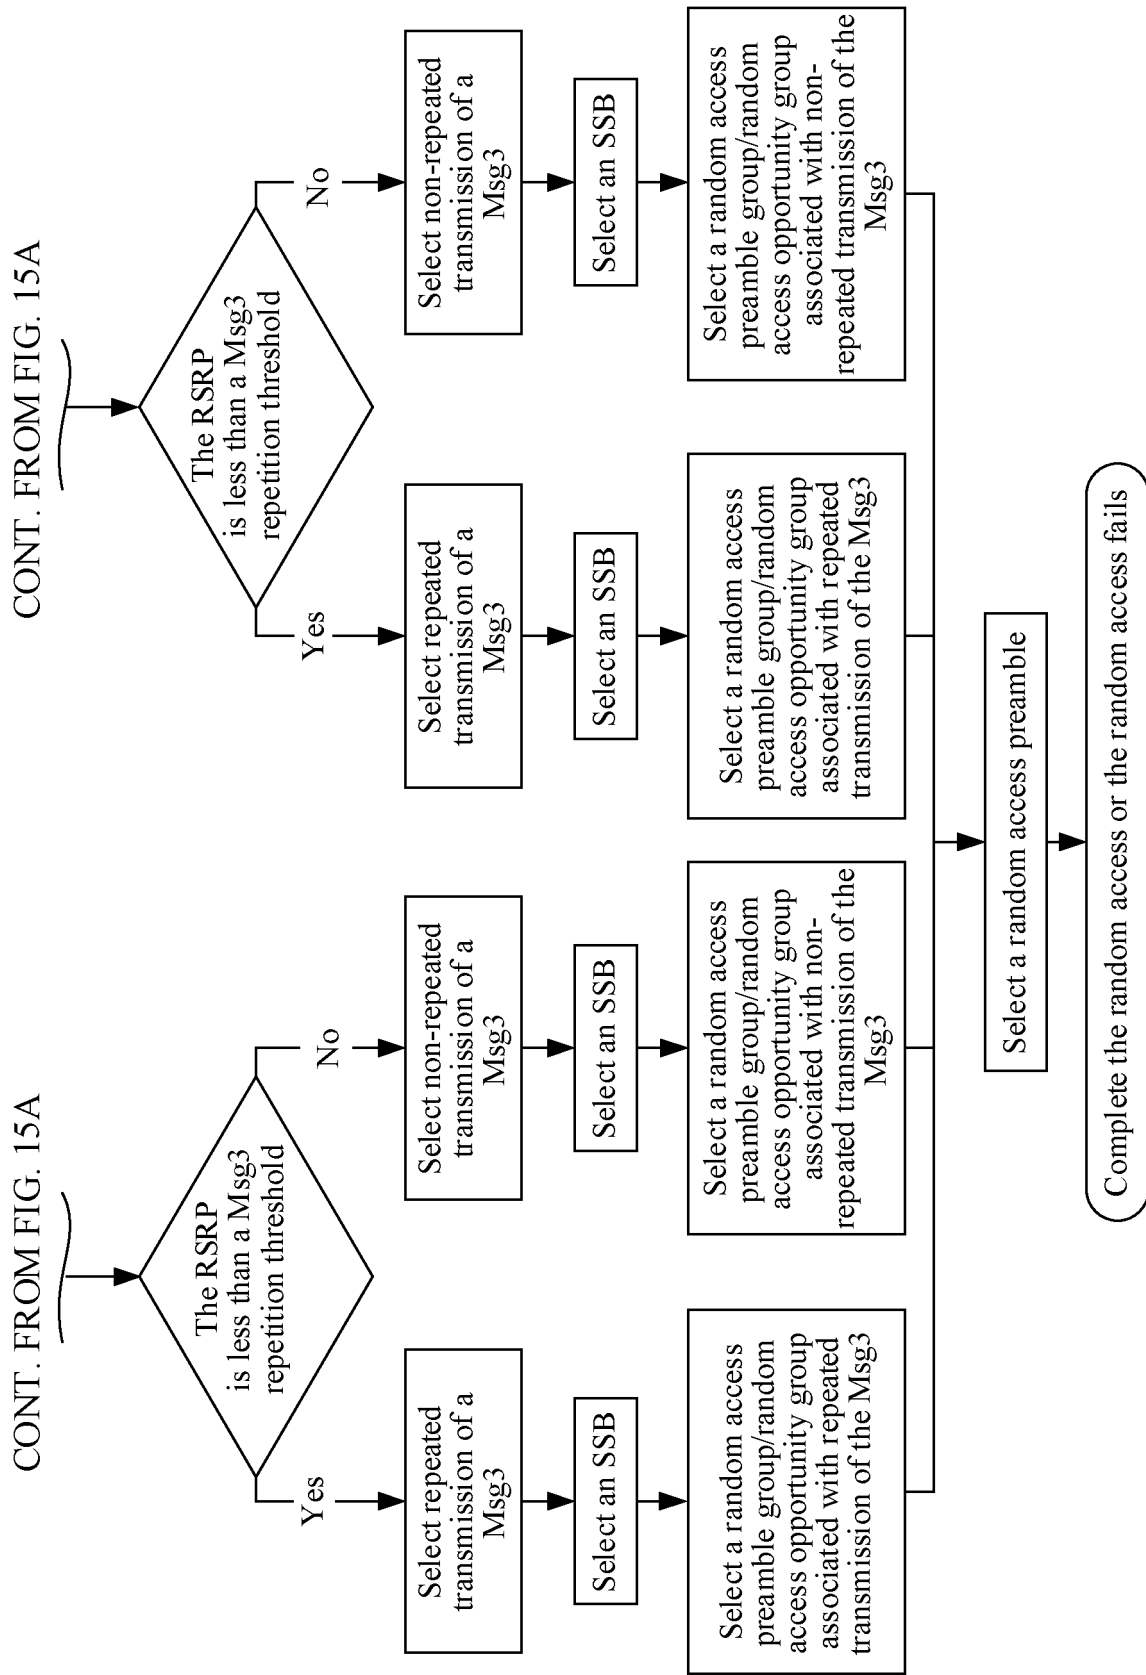 CONT. FROM FIG. 15A
CONT. FROM FIG. 15A
The RSRP
is less than a Msg3
repetition threshold
The RSRP
is less than a Msg3
repetition threshold
Yes
No
Yes
No
Select repeated
transmission of a
Msg3
Select non-repeated
transmission of a
Msg3
Select repeated
transmission of a
Msg3
Select non-repeated
transmission of a
Msg3
Select an SSB
Select an SSB
Select an SSB
Select an SSB
Select a random access
preamble group/random
access opportunity group
associated with repeated
transmission of the Msg3
Select a random access
preamble group/random
access opportunity group
associated with non-
repeated transmission of the
Msg3
Select a random access
preamble group/random
access opportunity group
associated with repeated
transmission of the Msg3
Select a random access
preamble group/random
access opportunity group
associated with non-
repeated transmission of the
Msg3
Select a random access preamble
Complete the random access or the random access fails